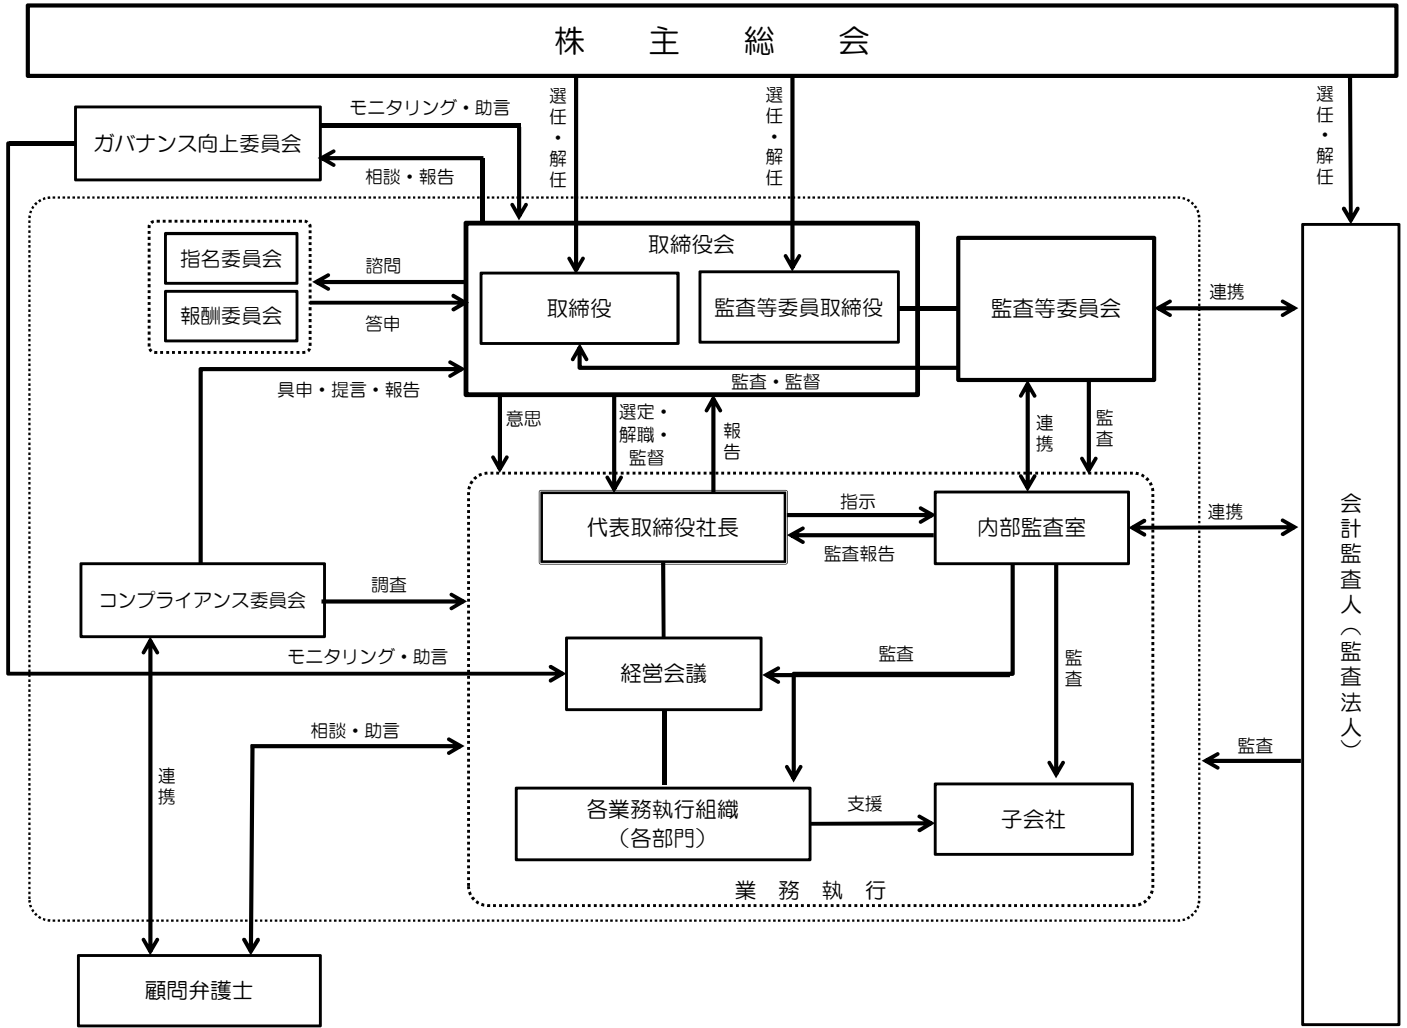 株主総会
モニタリング・助言
選任・解任
選任・解任
選任・解任
ガバナンス向上委員会
相談・報告
取締役会
指名委員会
諮問
報酬委員会
答申
取締役
監査等委員取締役
監査等委員会
連携
監査・監督
具申・提言・報告
意思
選定・
解職・
監督
報告
連携
監査
代表取締役社長
指示
監査報告
内部監査室
連携
会計監査人（監査法人）
コンプライアンス委員会
調査
モニタリング・助言
経営会議
監査
監査
相談・助言
連携
監査
各業務執行組織
（各部門）
支援
子会社
業務執行
顧問弁護士